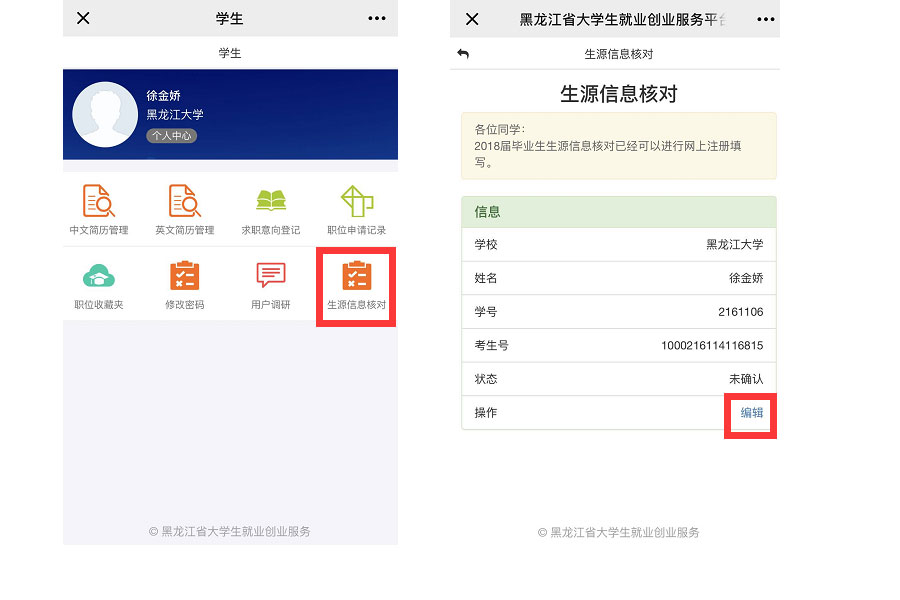 学生
学生
徐金娇
黑龙江大学
个人中心
中文简历管理
英文简历管理
求职意向登记
职位申请记录
职位收藏夹
修改密码
用户调研
生源信息核对
© 黑龙江省大学生就业创业服务
黑龙江省大学生就业创业服务平台
生源信息核对
生源信息核对
各位同学：
2018届毕业生生源信息核对已经可以进行网上注册填
写。
信息
学校 黑龙江大学
姓名 徐金娇
学号 2161106
考生号 1000216114116815
状态 未确认
操作 编辑
© 黑龙江省大学生就业创业服务